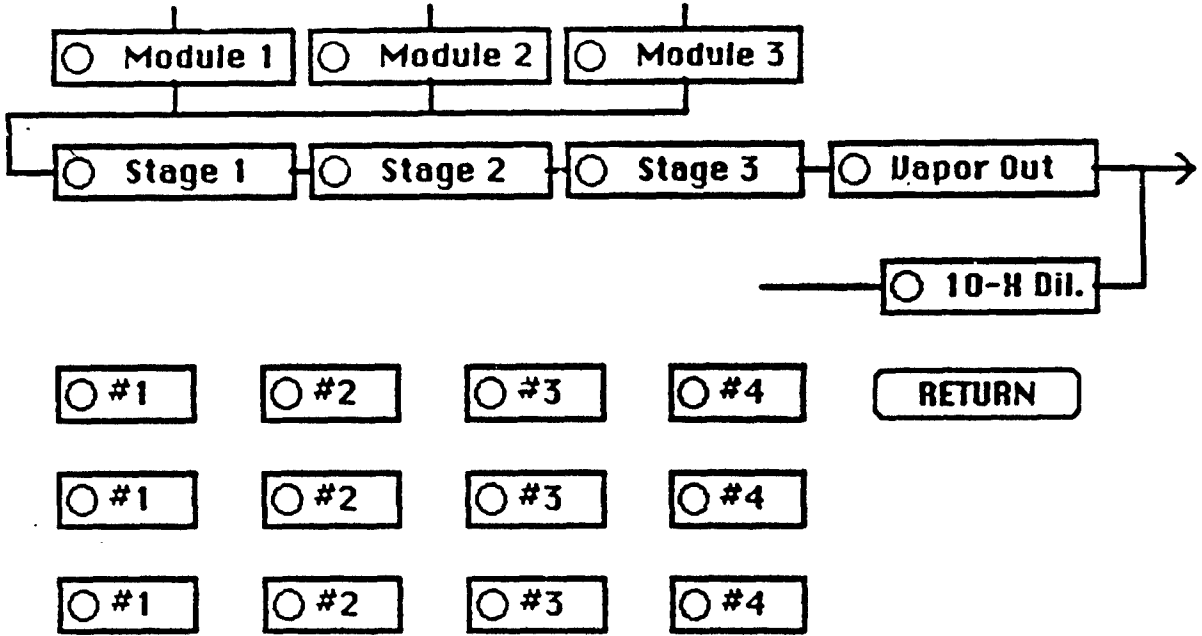 Module 1 Module 2 Module 3
Stage 1 Stage 2 Stage 3 Vapor Out
10-X Dil.
#1 #2 #3 #4 RETURN
#1 #2 #3 #4
#1 #2 #3 #4